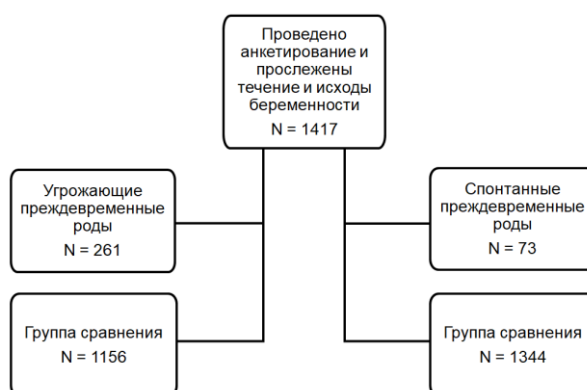 Проведено
анкетирование и
прослежены
течение и исходы
беременности
N = 1417
Угрожающие
преждевременные
роды
N = 261
Спонтанные
преждевременные
роды
N = 73
Группа сравнения
N = 1156
Группа сравнения
N = 1344